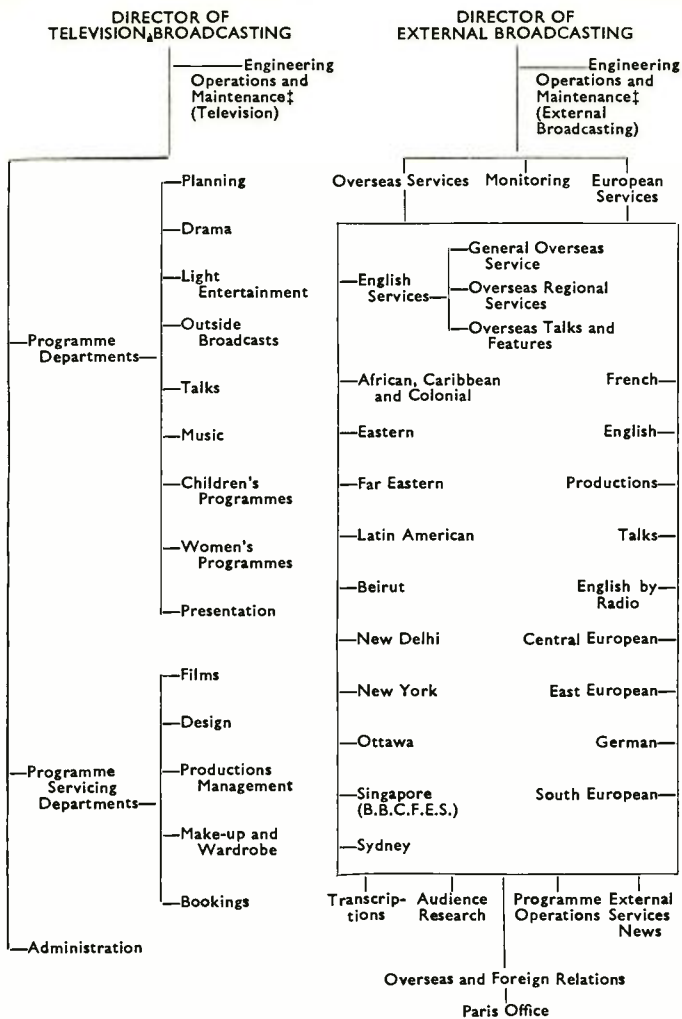 DIRECTOR OF
TELEVISION BROADCASTING
Engineering
Operations and
Maintenance‡
(Television)
Programme
Departments
Planning
Drama
Light
Entertainment
Outside
Broadcasts
Talks
Music
Children's
Programmes
Women's
Programmes
Presentation
Programme
Servicing
Departments
Films
Design
Productions
Management
Make-up and
Wardrobe
Bookings
Administration
DIRECTOR OF
EXTERNAL BROADCASTING
Engineering
Operations and
Maintenance‡
(External
Broadcasting)
Overseas Services
Monitoring
European
Services
English
Services
General Overseas
Service
Overseas Regional
Services
Overseas Talks and
Features
African, Caribbean
and Colonial
Eastern
Far Eastern
Latin American
Beirut
New Delhi
New York
Ottawa
Singapore
(B.B.C.F.E.S.)
Sydney
French
English
Productions
Talks
English by
Radio
Central European
East European
German
South European
Transcrip-
tions
Audience
Research
Programme
Operations
External
Services
News
Overseas and Foreign Relations
Paris Office